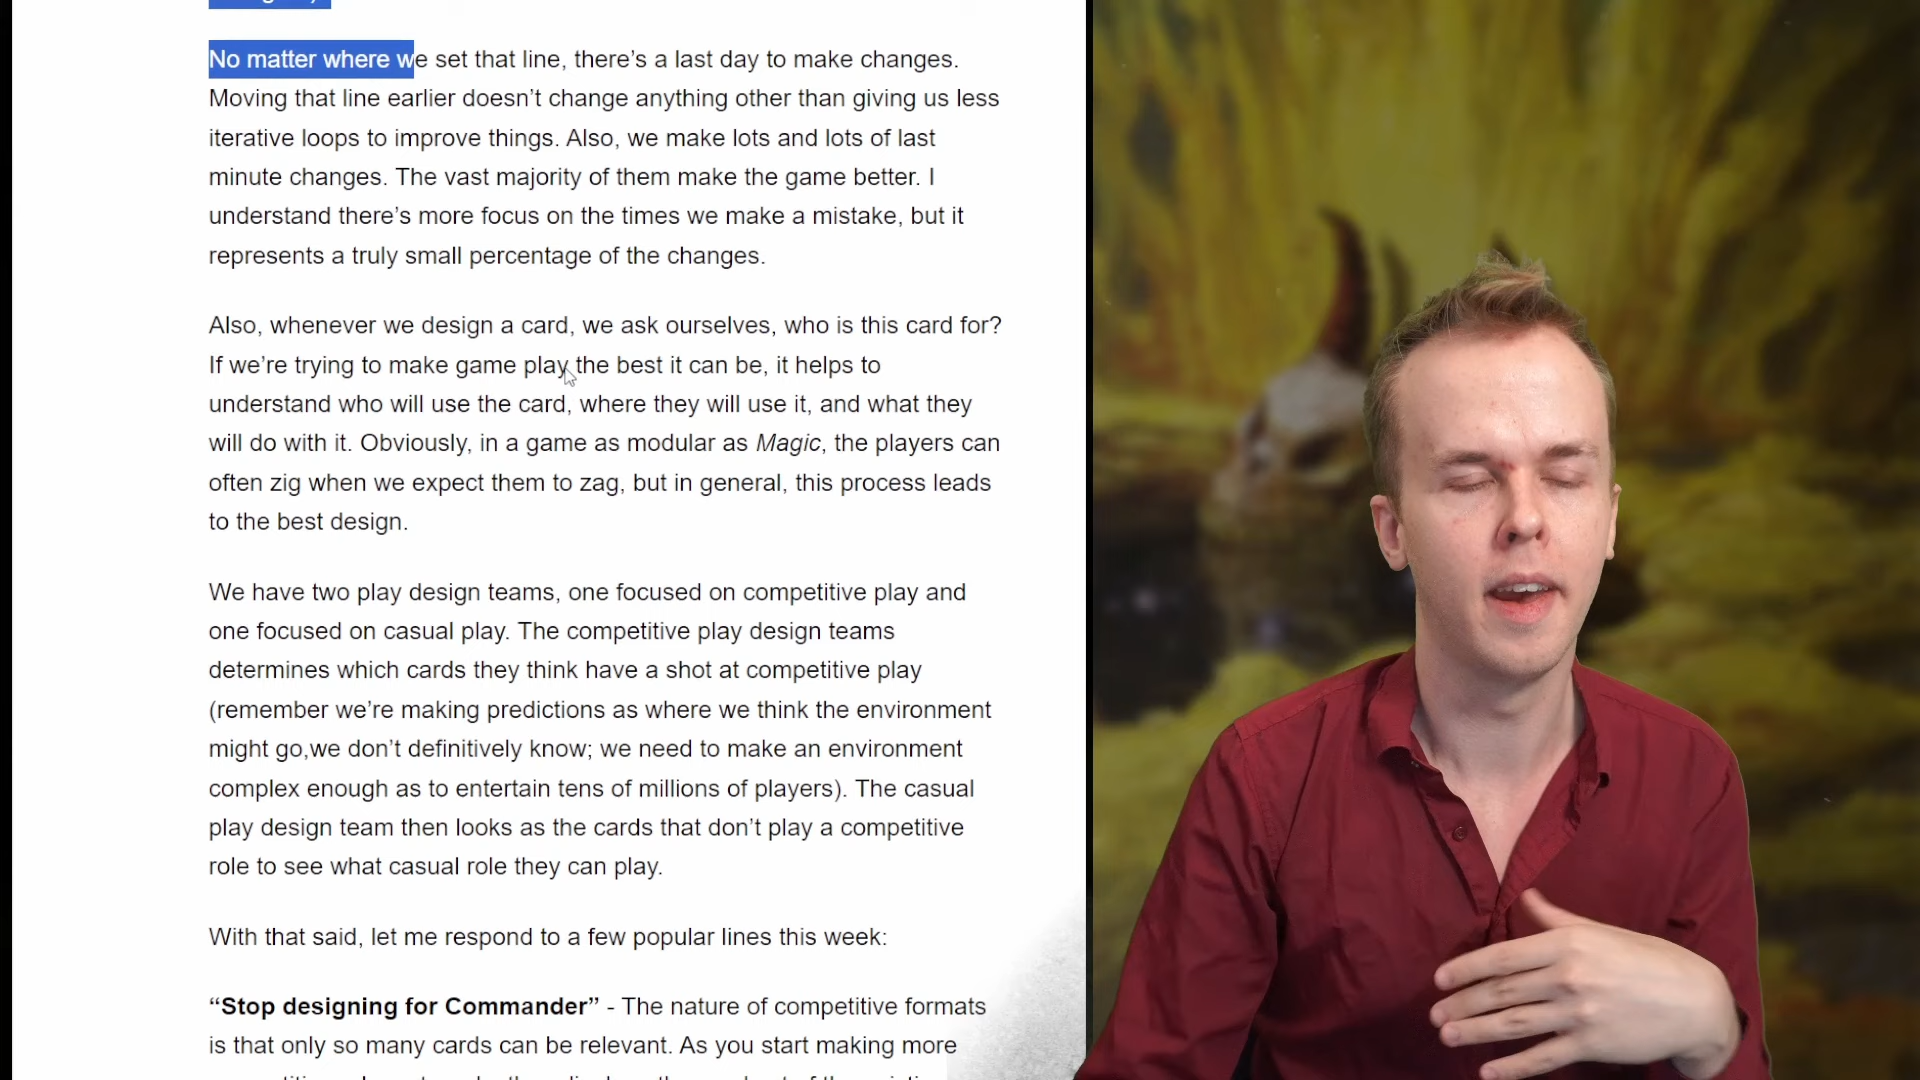 No matter where we set that line, there’s a last day to make changes.
Moving that line earlier doesn’t change anything other than giving us less
iterative loops to improve things. Also, we make lots and lots of last
minute changes. The vast majority of them make the game better. I
understand there’s more focus on the times we make a mistake, but it
represents a truly small percentage of the changes.
Also, whenever we design a card, we ask ourselves, who is this card for?
If we’re trying to make game play the best it can be, it helps to
understand who will use the card, where they will use it, and what they
will do with it. Obviously, in a game as modular as Magic, the players can
often zig when we expect them to zag, but in general, this process leads
to the best design.
We have two play design teams, one focused on competitive play and
one focused on casual play. The competitive play design teams
determines which cards they think have a shot at competitive play
(remember we’re making predictions as where we think the environment
might go,we don’t definitively know; we need to make an environment
complex enough as to entertain tens of millions of players). The casual
play design team then looks as the cards that don’t play a competitive
role to see what casual role they can play.
With that said, let me respond to a few popular lines this week:
“Stop designing for Commander” - The nature of competitive formats
is that only so many cards can be relevant. As you start making more